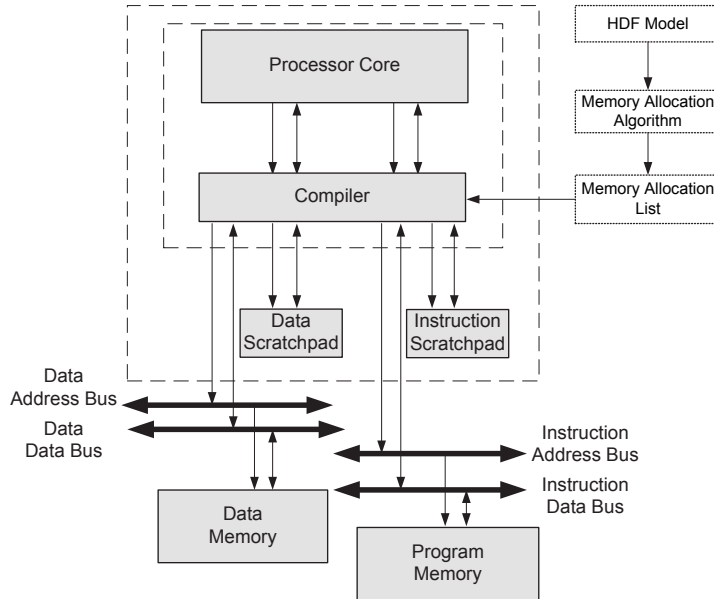 HDF Model
Processor Core
Memory Allocation
Algorithm
Compiler
Memory Allocation
List
Data
Scratchpad
Instruction
Scratchpad
Data
Address Bus
Data
Data Bus
Instruction
Address Bus
Instruction
Data Bus
Data
Memory
Program
Memory